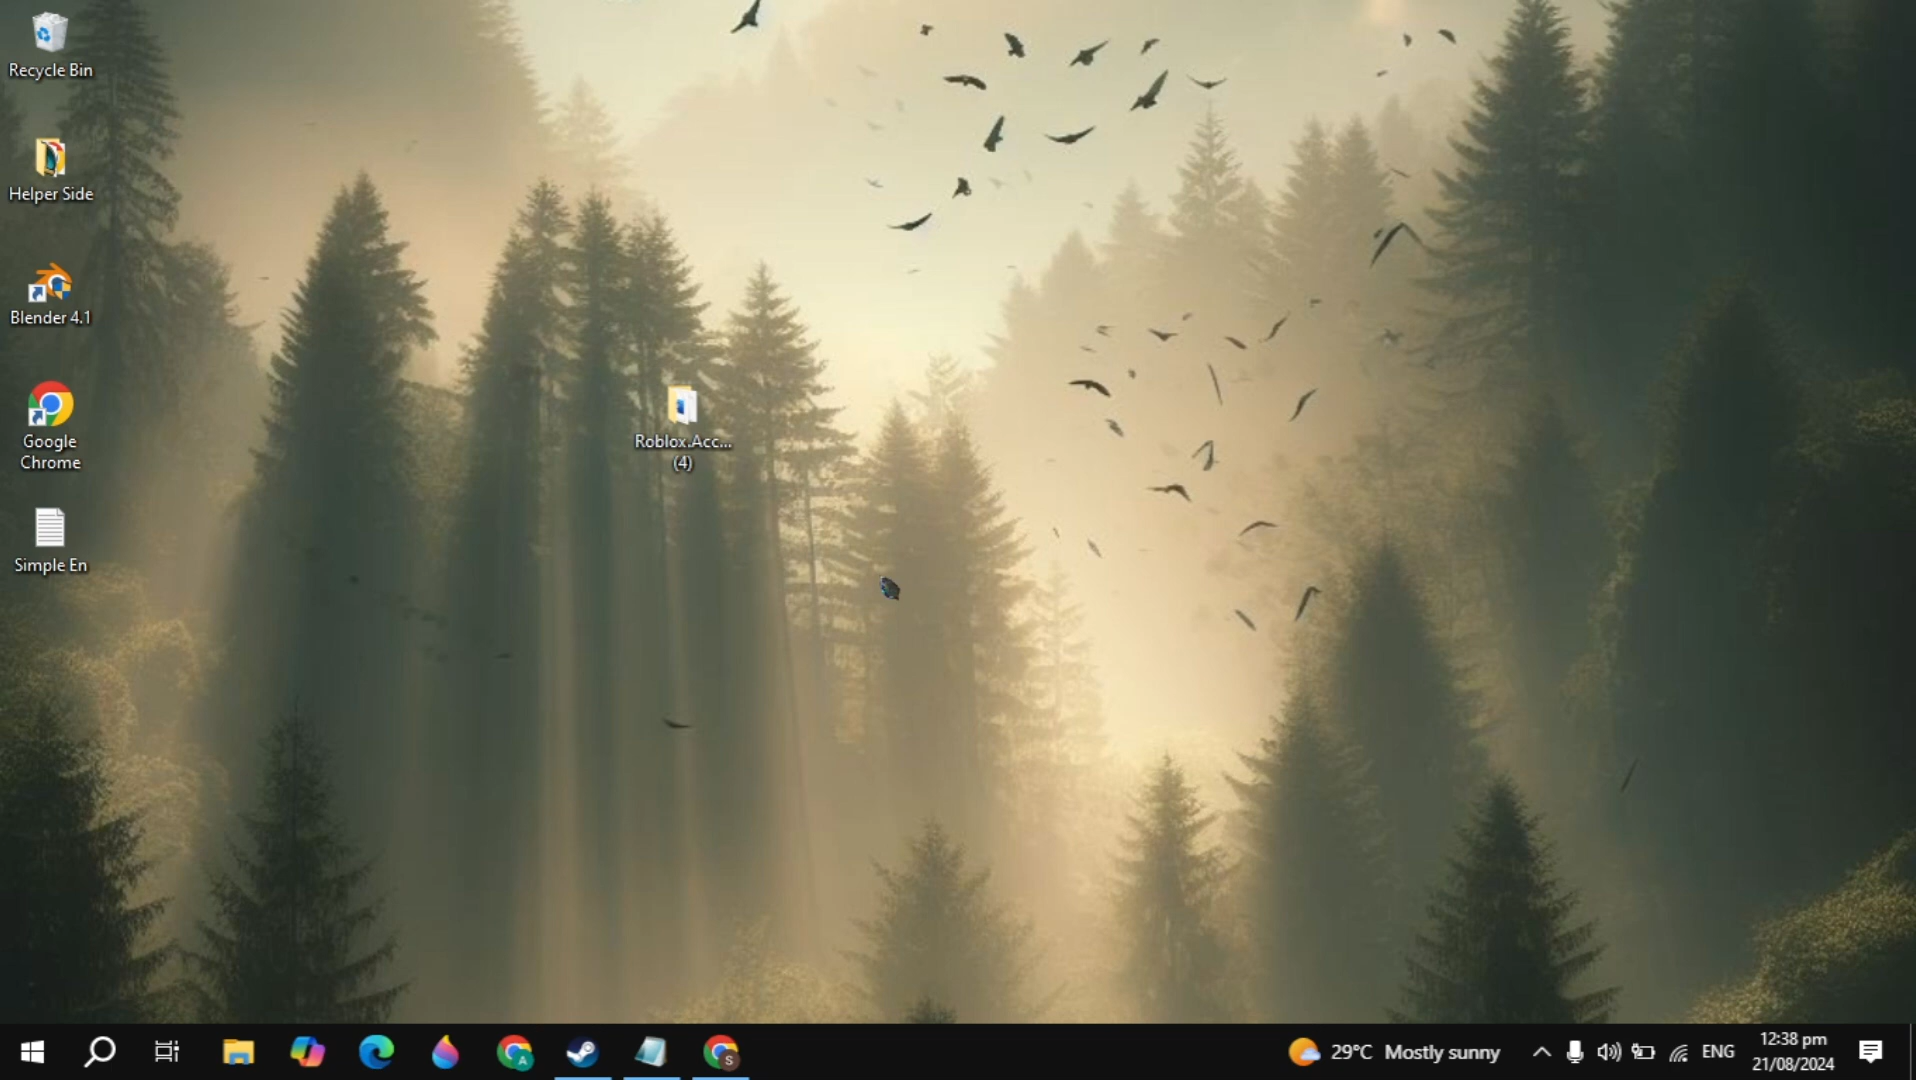 Recycle Bin
Helper Side
Blender 4.1
Google
Chrome
Simple En
Roblox.Acc...
(4)
A
S
29°C Mostly sunny
ENG
12:38 pm
21/08/2024